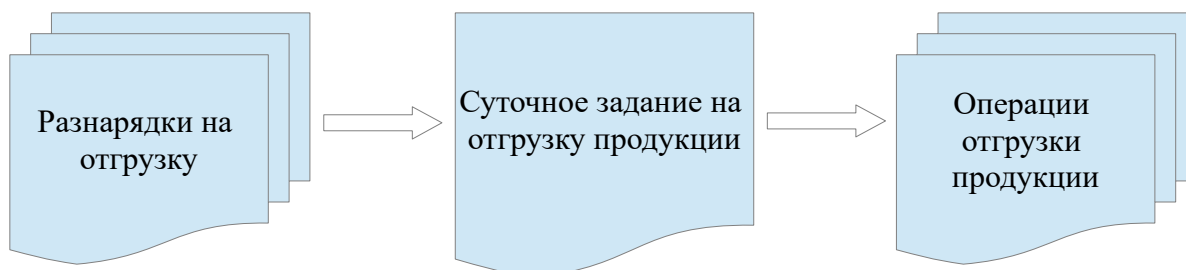 Разнарядки на
отгрузку
Суточное задание на
отгрузку продукции
Операции
отгрузки
продукции